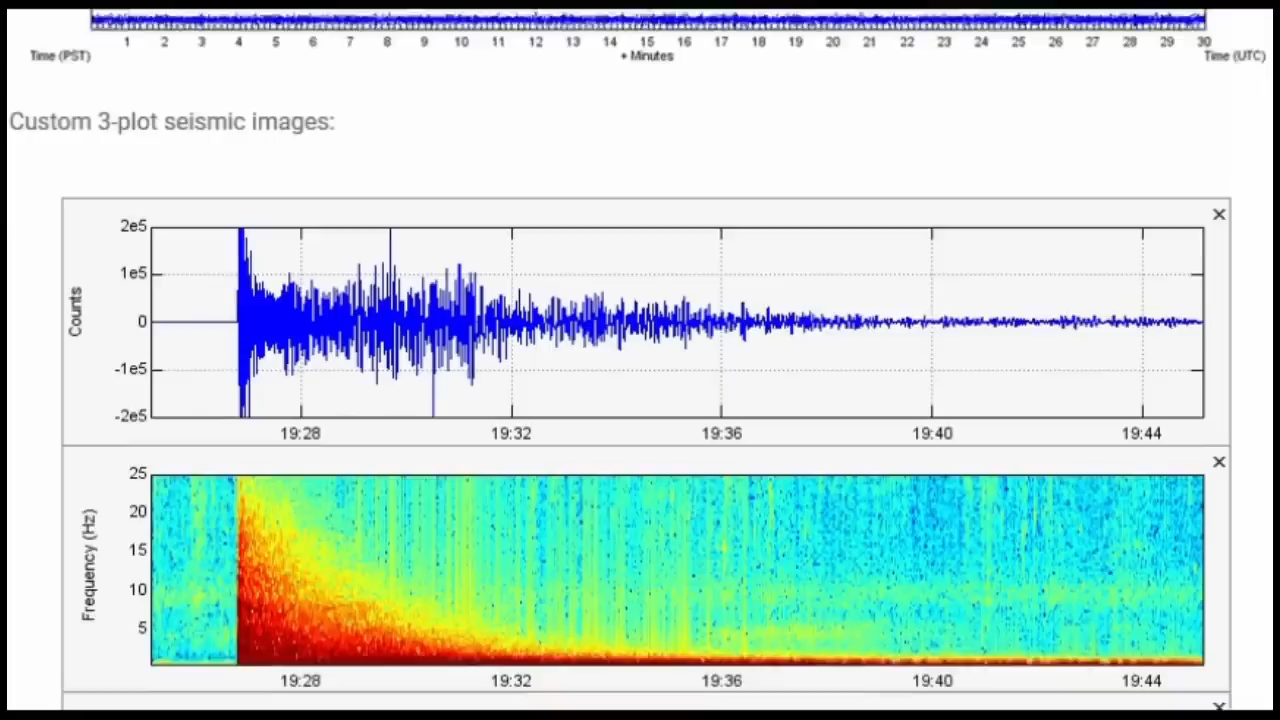 1 2 3 4 5 6 7 8 9 10 11 12 13 14 15 16 17 18 19 20 21 22 23 24 25 26 27 28 29 30
Time (PST) + Minutes Time (UTC)
Custom 3-plot seismic images:
2e5
1e5
0
-1e5
-2e5
Counts
19:28 19:32 19:36 19:40 19:44
25
20
15
10
5
Frequency (Hz)
19:28 19:32 19:36 19:40 19:44